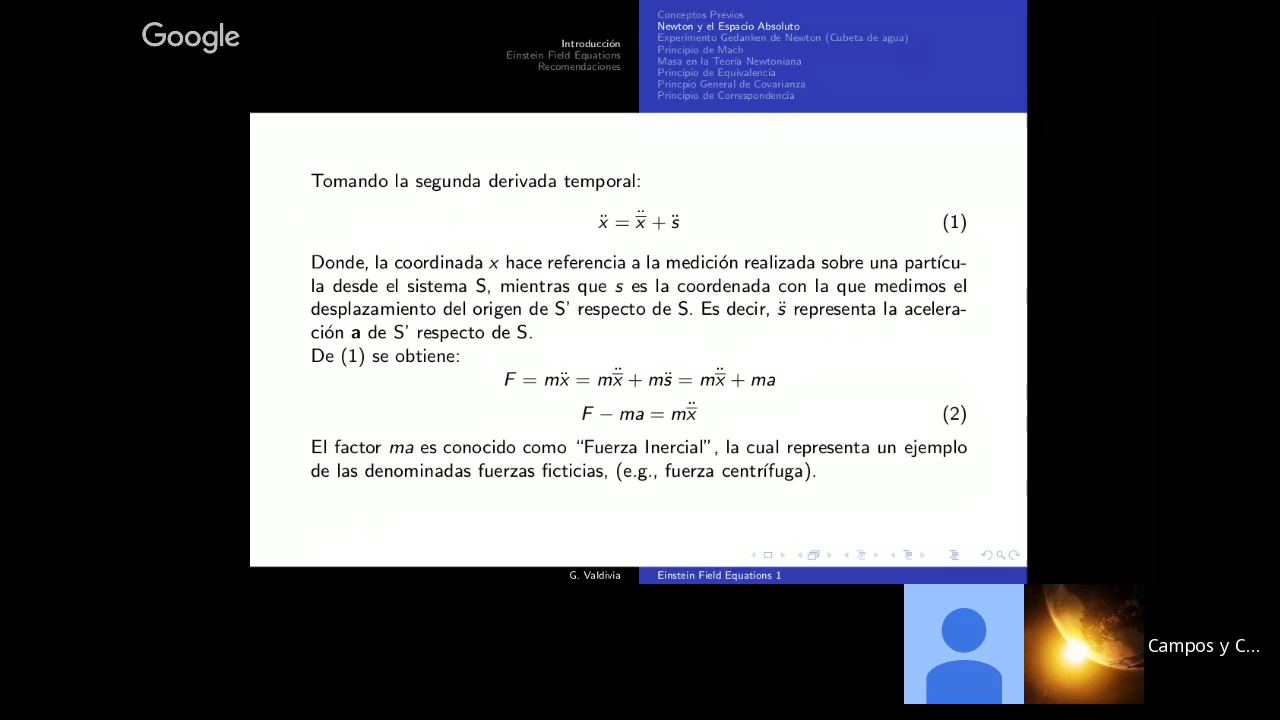 Google
Introducción
Einstein Field Equations
Recomendaciones
Conceptos Previos
Newton y el Espacio Absoluto
Experimento Gedanken de Newton (Cubeta de agua)
Principio de Mach
Masa en la Teoría Newtoniana
Principio de Equivalencia
Princpio General de Covarianza
Principio de Correspondencia
Tomando la segunda derivada temporal:
ẍ = x̄̈ + s̈ (1)
Donde, la coordinada x hace referencia a la medición realizada sobre una partícu-
la desde el sistema S, mientras que s es la coordenada con la que medimos el
desplazamiento del origen de S' respecto de S. Es decir, s̈ representa la acelera-
ción a de S' respecto de S.
De (1) se obtiene:
F = mẍ = mx̄̈ + ms̈ = mx̄̈ + ma
F − ma = mx̄̈ (2)
El factor ma es conocido como “Fuerza Inercial”, la cual representa un ejemplo
de las denominadas fuerzas ficticias, (e.g., fuerza centrífuga).
G. Valdivia
Einstein Field Equations 1
Campos y C...